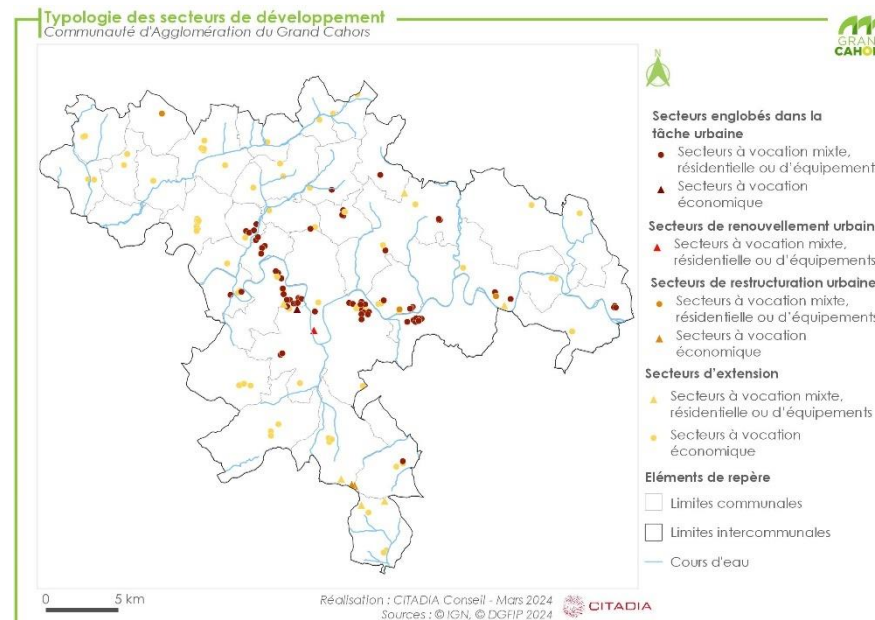 Typologie des secteurs de développement
Communauté d'Agglomération du Grand Cahors
GRAN
CAHO
N
Secteurs englobés dans la
tâche urbaine
Secteurs à vocation mixte,
résidentielle ou d'équipement
Secteurs à vocation
économique
Secteurs de renouvellement urbain
Secteurs à vocation mixte,
résidentielle ou d'équipements
Secteurs de restructuration urbaine
Secteurs à vocation mixte,
résidentielle ou d'équipements
Secteurs à vocation
économique
Secteurs d'extension
Secteurs à vocation mixte,
résidentielle ou d'équipements
Secteurs à vocation
économique
Eléments de repère
Limites communales
Limites intercommunales
Cours d'eau
0 5 km
Réalisation : CITADIA Conseil - Mars 2024
Sources : © IGN, © DGFIP 2024
CITADIA